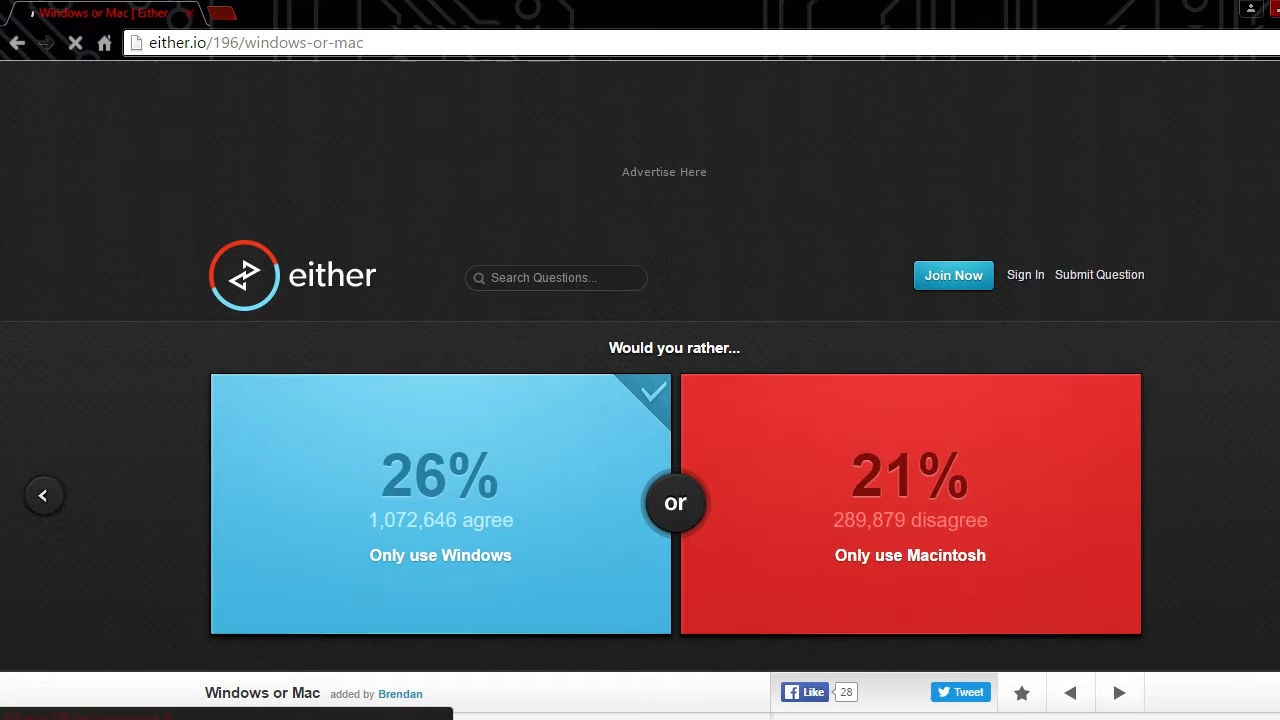 Windows or Mac | Either
either.io/196/windows-or-mac
Advertise Here
either
Search Questions...
Join Now
Sign In
Submit Question
Would you rather...
26%
1,072,646 agree
Only use Windows
or
21%
289,879 disagree
Only use Macintosh
Windows or Mac added by Brendan
Like 28
Tweet